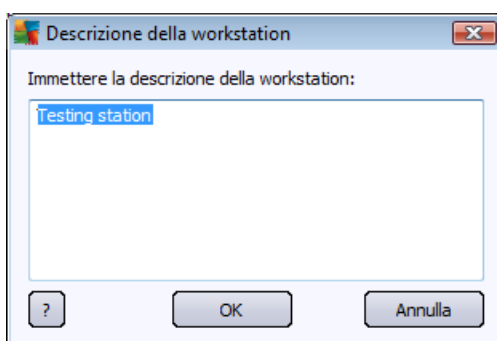 Descrizione della workstation
Immettere la descrizione della workstation:
Testing station
?
OK
Annulla